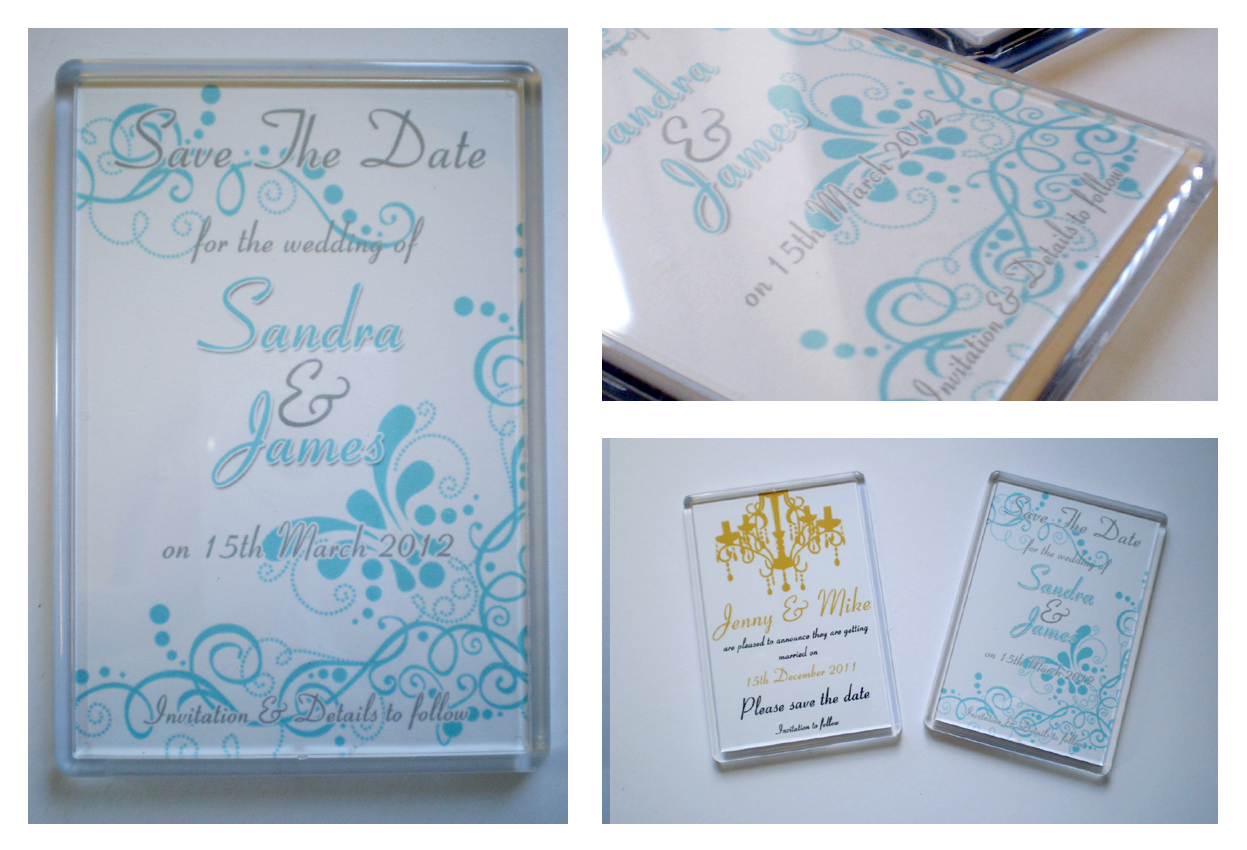 Save The Date
for the wedding of
Sandra
&
James
on 15th March 2012
Invitation & Details to follow
Sandra
&
James
on 15th March 2012
Invitation & Details to follow
Jenny & Mike
are pleased to announce they are getting
married on
15th December 2011
Please save the date
Invitation to follow
Save The Date
for the wedding of
Sandra
&
James
on 15th March 2012
Invitation & Details to follow